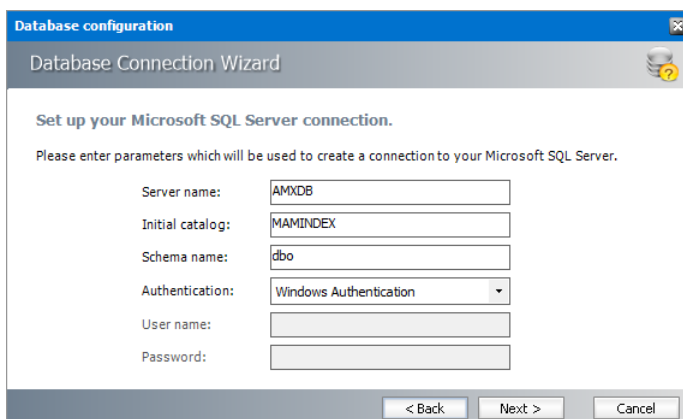 Database configuration
Database Connection Wizard
Set up your Microsoft SQL Server connection.
Please enter parameters which will be used to create a connection to your Microsoft SQL Server.
Server name: AMXDB
Initial catalog: MAMINDEX
Schema name: dbo
Authentication: Windows Authentication
User name:
Password:
< Back Next > Cancel